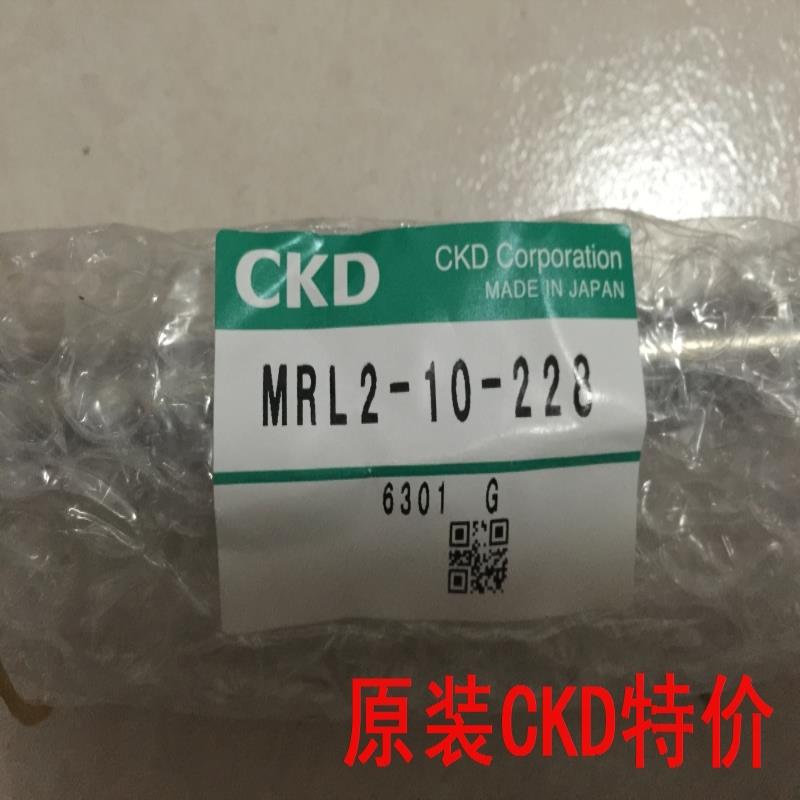 CKD CKD Corporation
MADE IN JAPAN
MRL2-10-228
6301 G
原装CKD特价